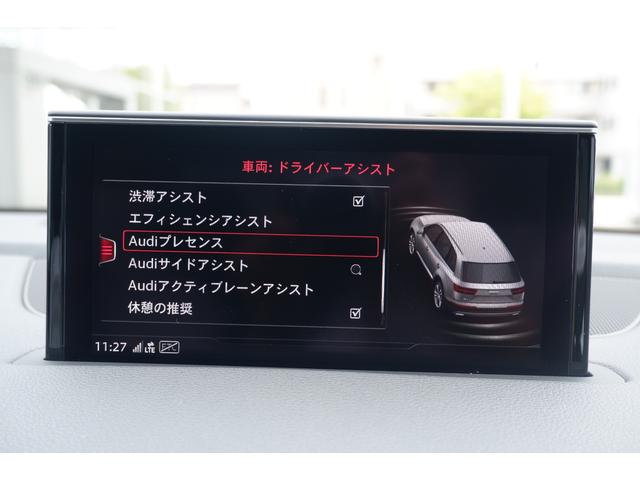 車両: ドライバーアシスト
渋滞アシスト
エフィシェンシアシスト
Audiプレセンス
Audiサイドアシスト
Audiアクティブレーンアシスト
休憩の推奨
11:27 LTE ETC